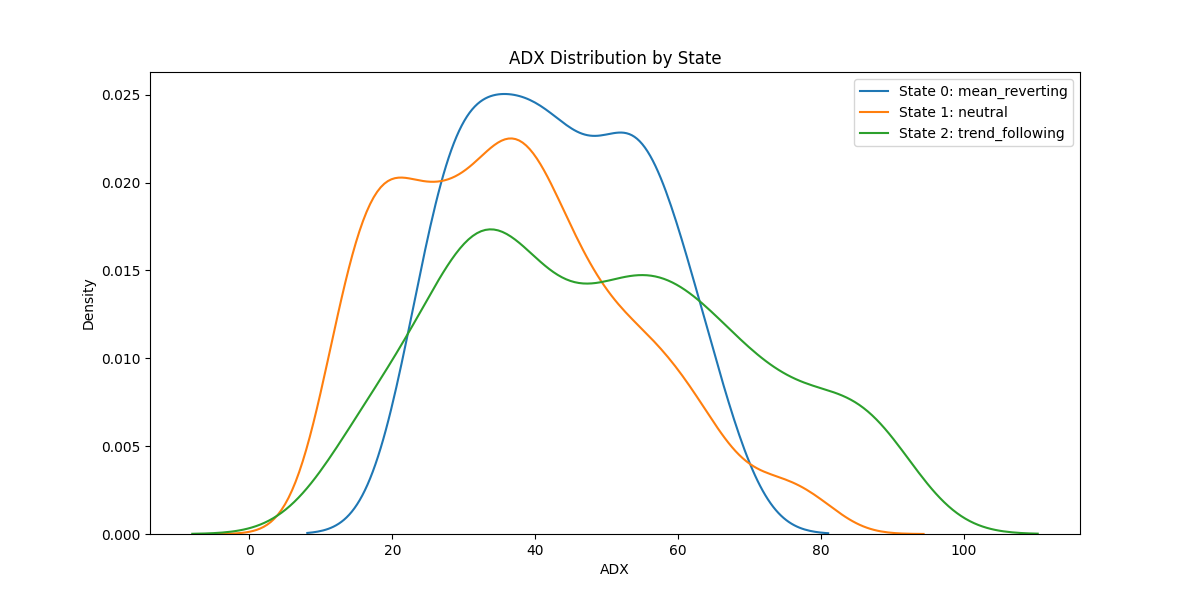 ADX Distribution by State
State 0: mean_reverting
State 1: neutral
State 2: trend_following
Density
0.025
0.020
0.015
0.010
0.005
0.000
0 20 40 60 80 100
ADX